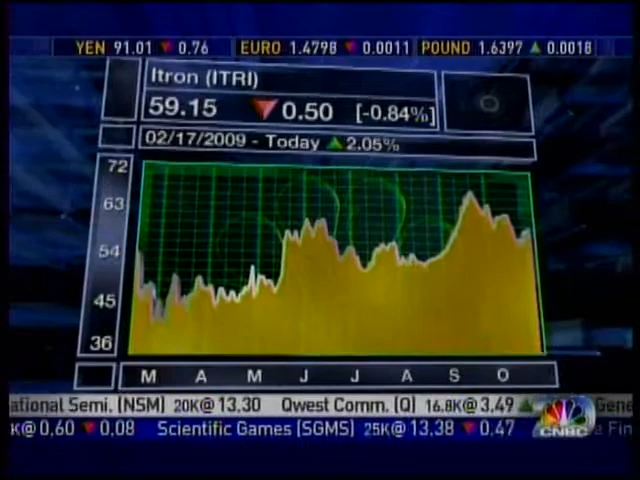 YEN 91.01 ▼ 0.76 EURO 1.4798 ▼ 0.0011 POUND 1.6397 ▲ 0.0018
Itron (ITRI)
59.15 ▼ 0.50 [-0.84%]
02/17/2009 - Today ▲ 2.05%
72
63
54
45
36
M A M J J A S O
ational Semi. (NSM) 20K@13.30 Qwest Comm. (Q) 16.8K@3.49 ▲ Gene
K@0.60 ▼ 0.08 Scientific Games (SGMS) 25K@13.38 ▼ 0.47 e Fin
CNBC